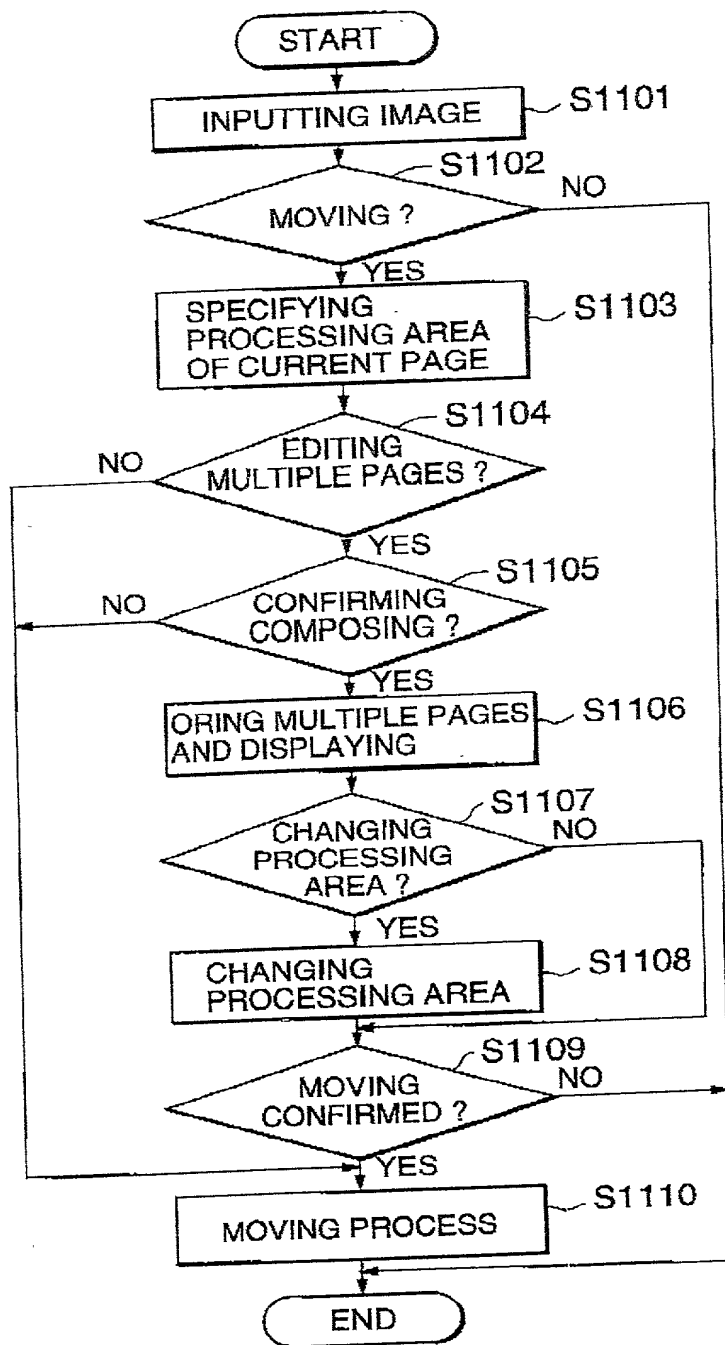 START
INPUTTING IMAGE
S1101
S1102
MOVING ?
NO
YES
SPECIFYING
PROCESSING AREA
OF CURRENT PAGE
S1103
S1104
EDITING
MULTIPLE PAGES ?
NO
YES
S1105
CONFIRMING
COMPOSING ?
NO
YES
ORING MULTIPLE PAGES
AND DISPLAYING
S1106
S1107
CHANGING
PROCESSING
AREA ?
NO
YES
CHANGING
PROCESSING AREA
S1108
S1109
MOVING
CONFIRMED ?
NO
YES
MOVING PROCESS
S1110
END